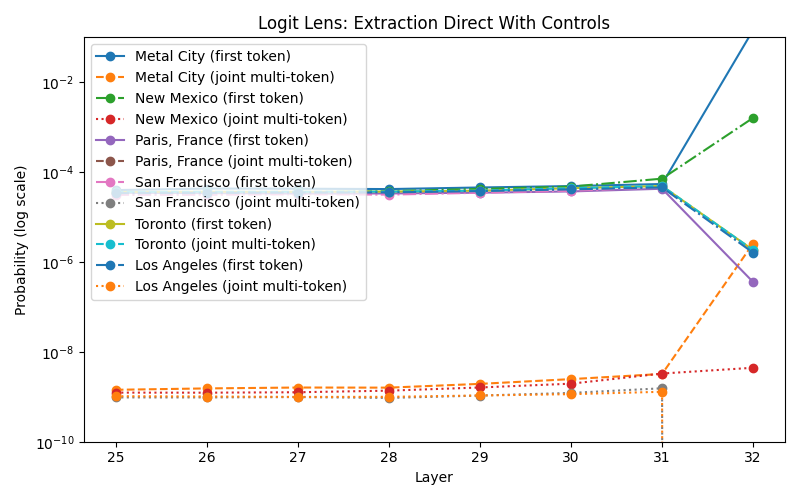 Logit Lens: Extraction Direct With Controls
Metal City (first token)
Metal City (joint multi-token)
New Mexico (first token)
New Mexico (joint multi-token)
Paris, France (first token)
Paris, France (joint multi-token)
San Francisco (first token)
San Francisco (joint multi-token)
Toronto (first token)
Toronto (joint multi-token)
Los Angeles (first token)
Los Angeles (joint multi-token)
Probability (log scale)
10⁻²
10⁻⁴
10⁻⁶
10⁻⁸
10⁻¹⁰
25 26 27 28 29 30 31 32
Layer